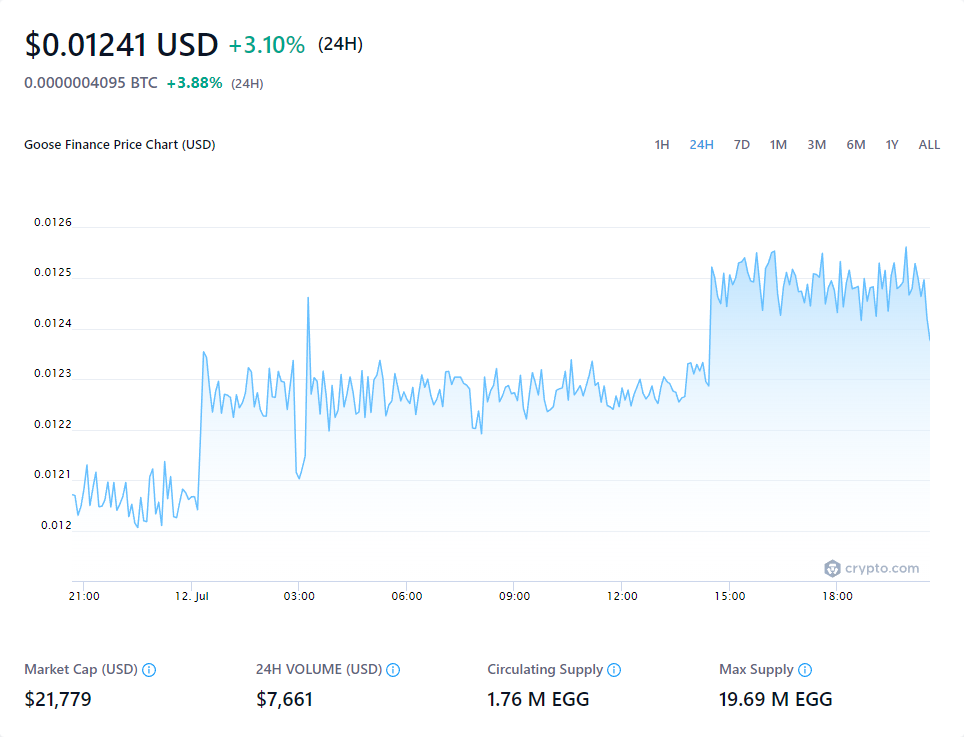 $0.01241 USD +3.10% (24H)
0.0000004095 BTC +3.88% (24H)
Goose Finance Price Chart (USD) 1H 24H 7D 1M 3M 6M 1Y ALL
0.0126
0.0125
0.0124
0.0123
0.0122
0.0121
0.012
crypto.com
21:00 12. Jul 03:00 06:00 09:00 12:00 15:00 18:00
Market Cap (USD) 24H VOLUME (USD) Circulating Supply Max Supply
$21,779 $7,661 1.76 M EGG 19.69 M EGG